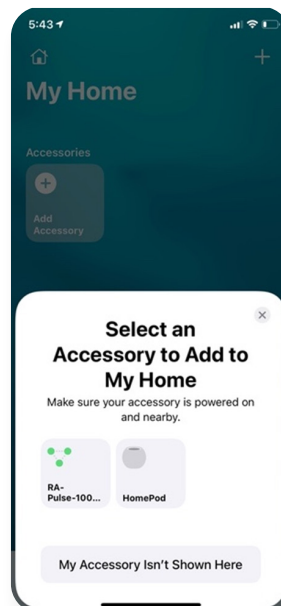 5:43
My Home
Accessories
Add
Accessory
Select an
Accessory to Add to
My Home
Make sure your accessory is powered on
and nearby.
RA-
Pulse-100...
HomePod
My Accessory Isn't Shown Here